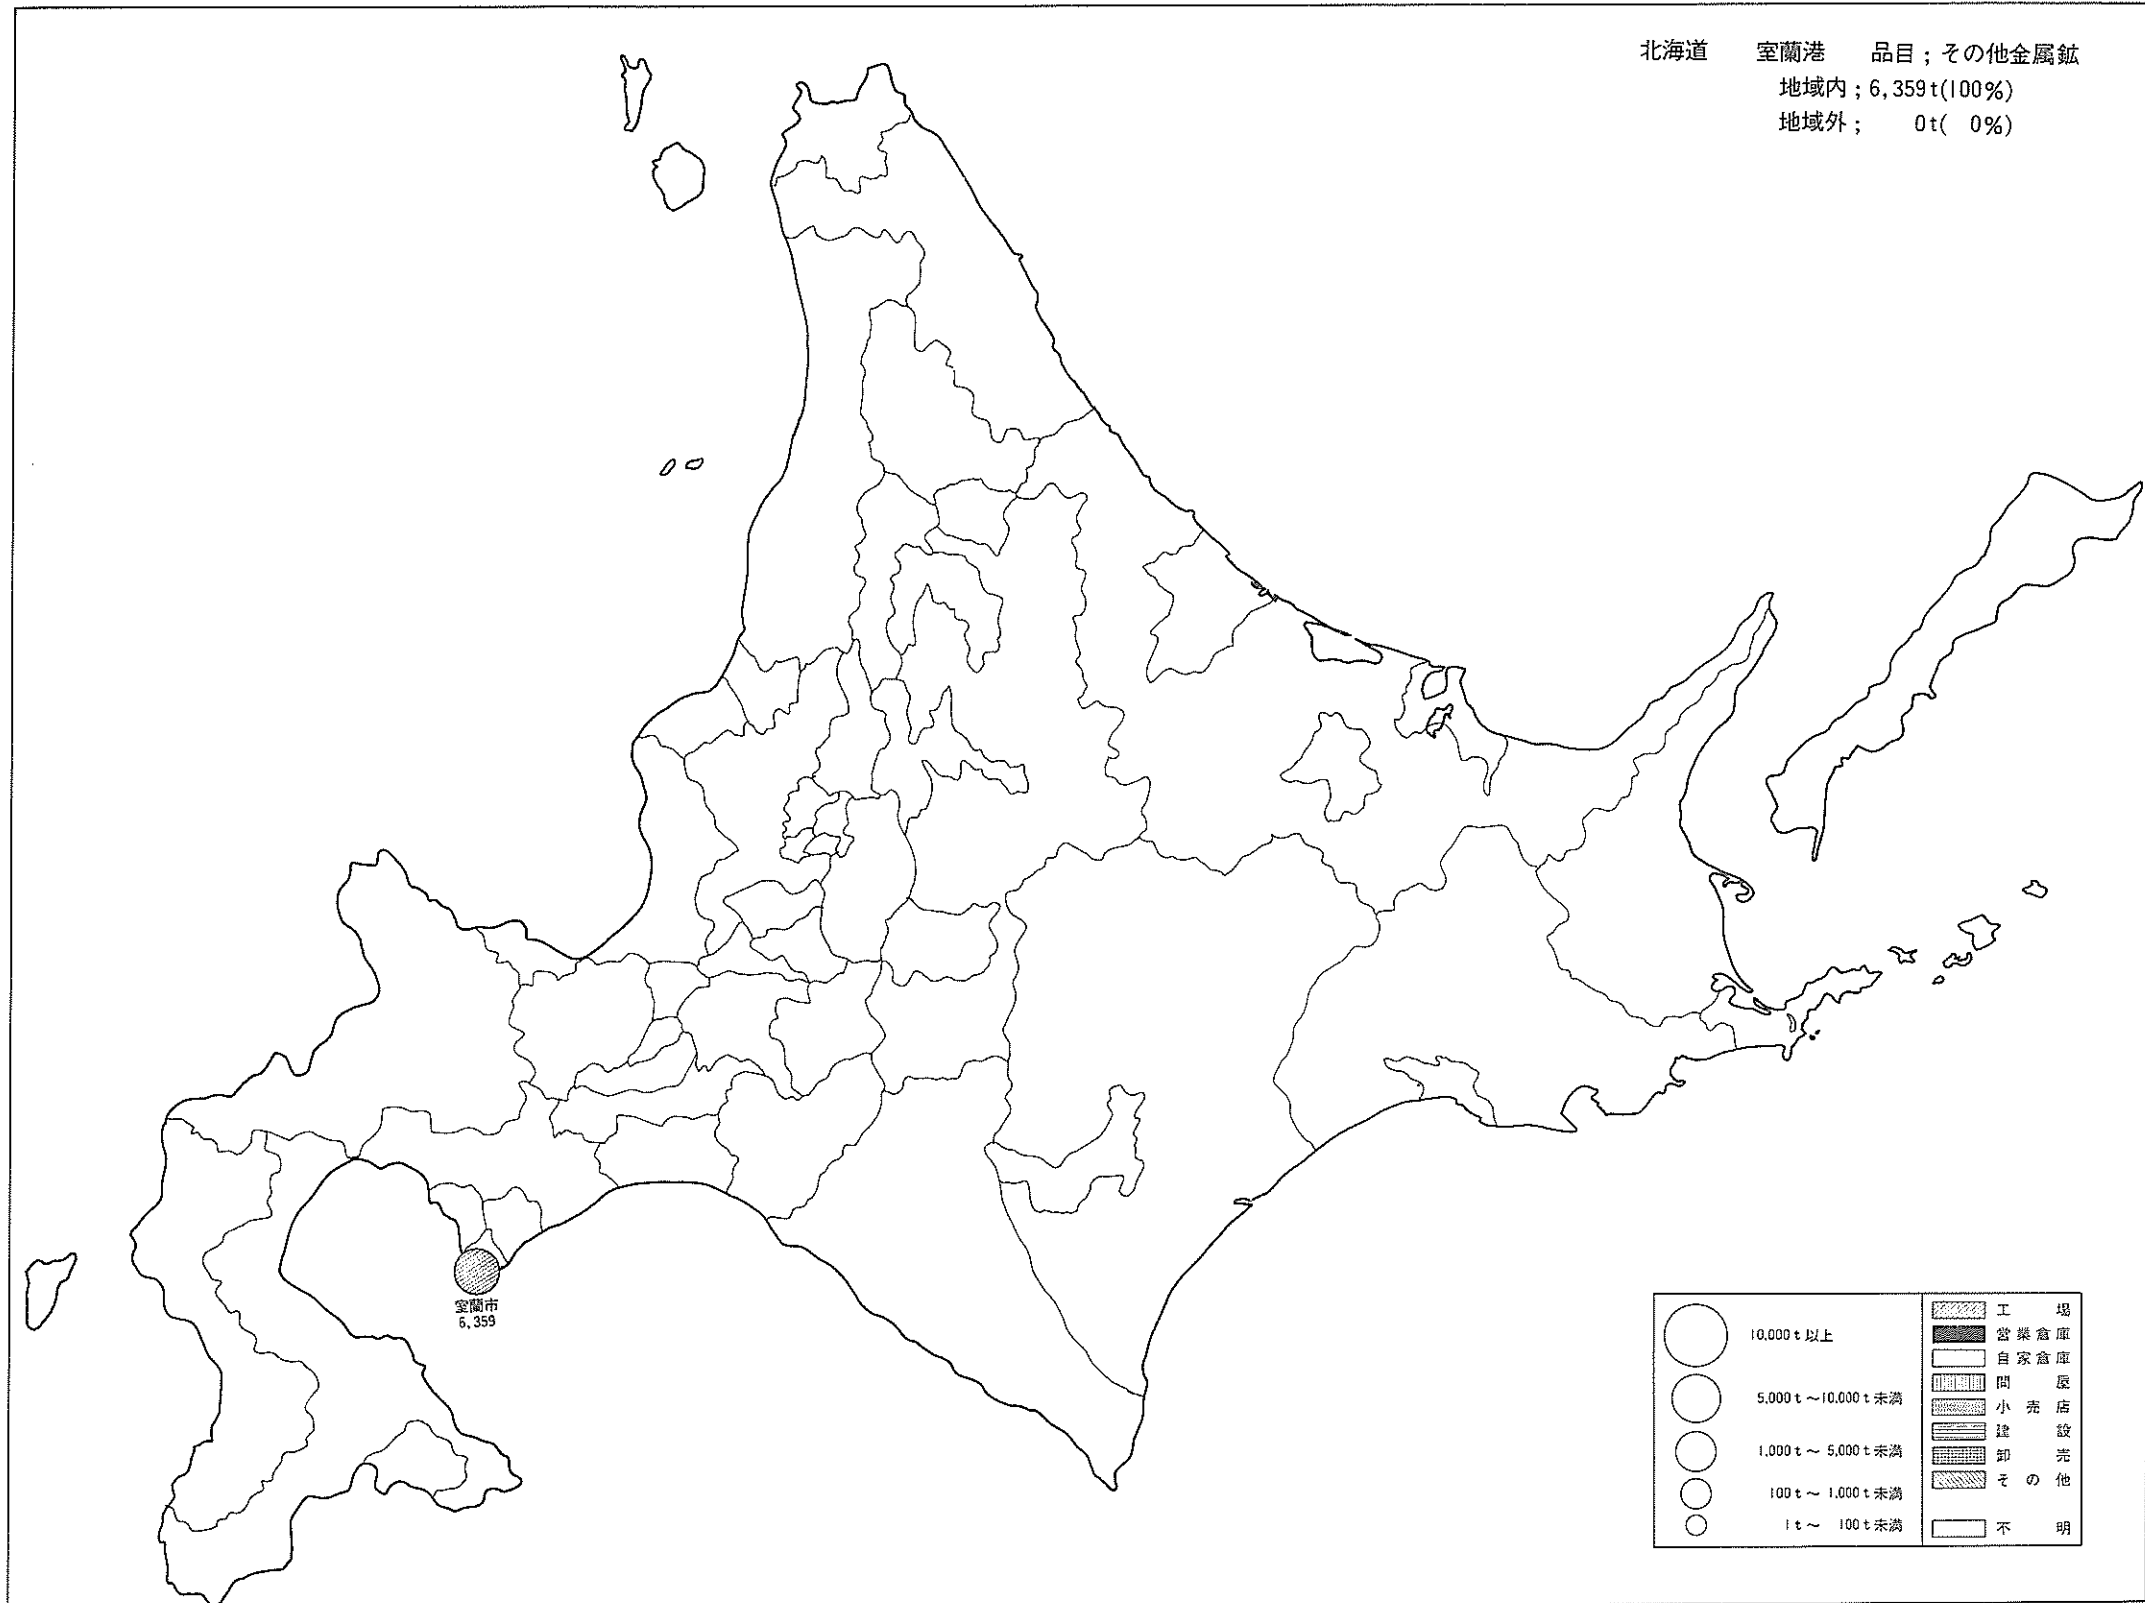 北海道　室蘭港　品目；その他金属鉱
地域内；6,359t(100%)
地域外；　0t(　0%)
室蘭市
6,359
10,000t以上
5,000t～10,000t未満
1,000t～5,000t未満
100t～1,000t未満
1t～　100t未満
工場
営業倉庫
自家倉庫
問屋
小売店
建設
卸売
その他
不明